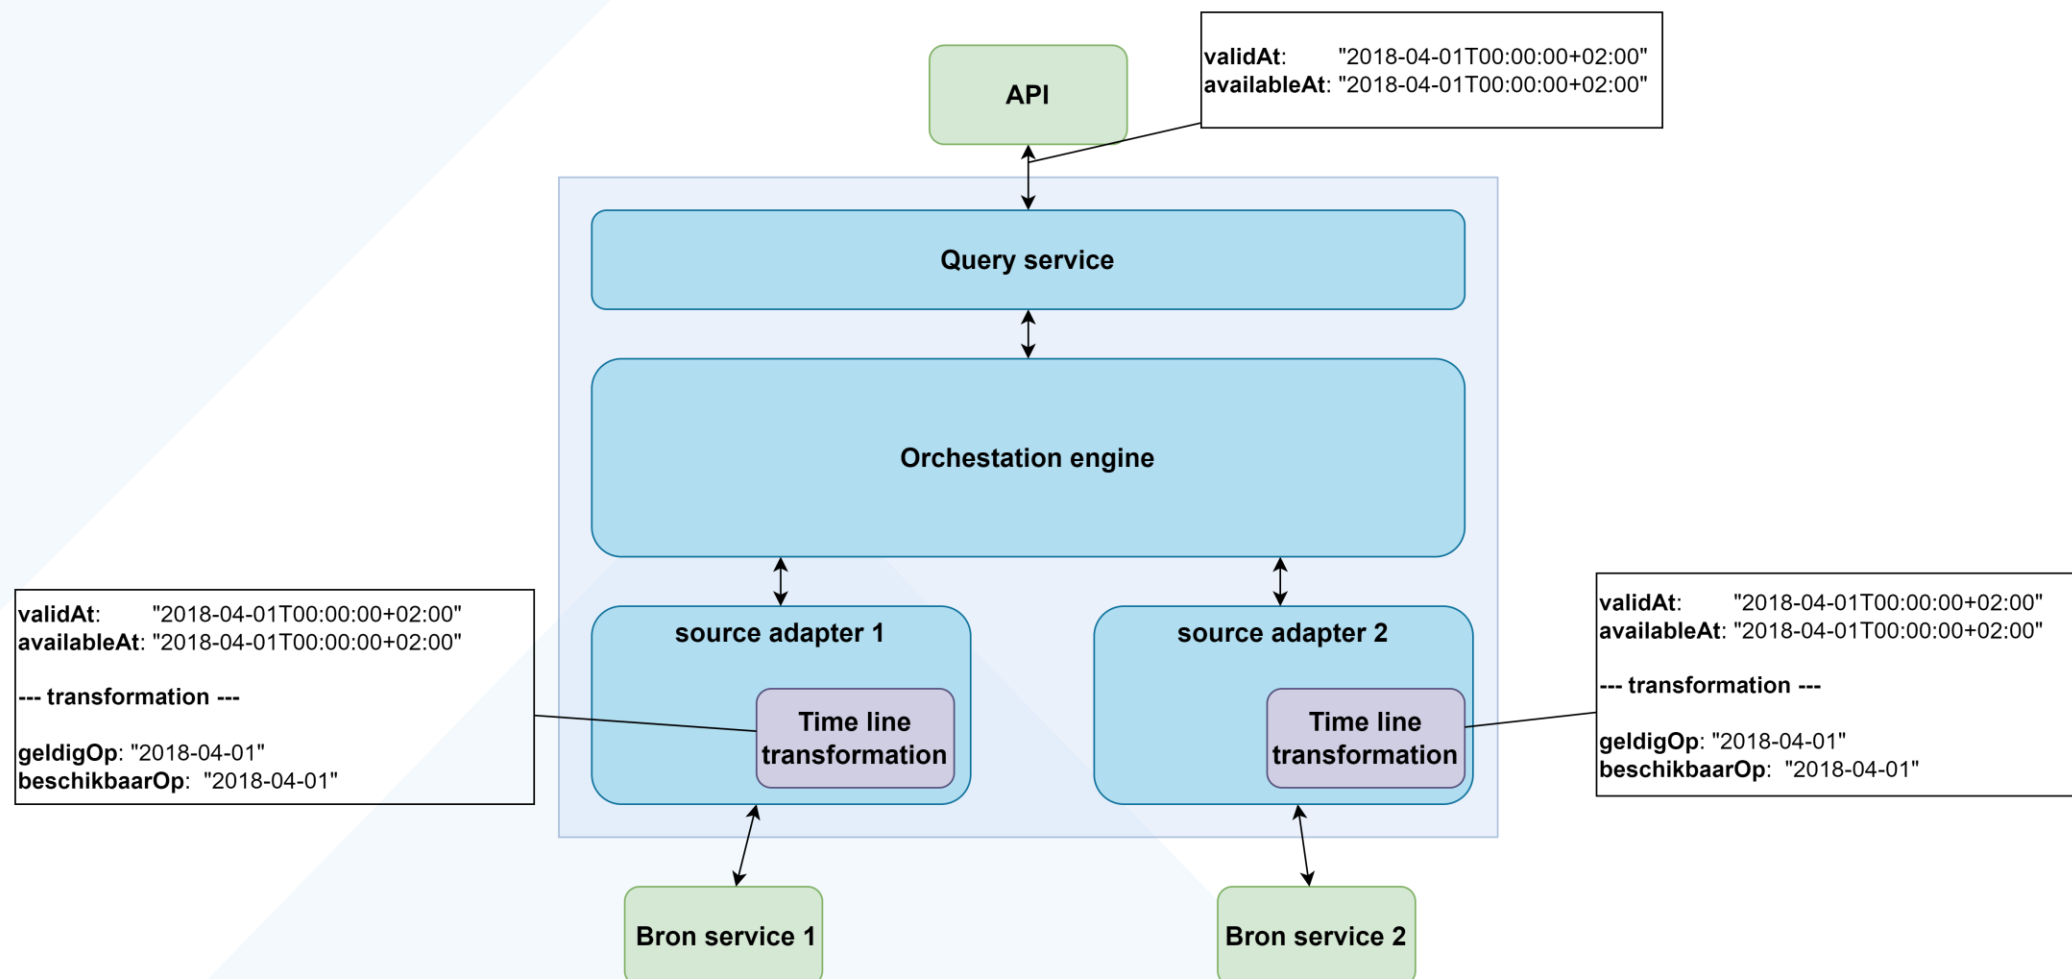 API
validAt: "2018-04-01T00:00:00+02:00"
availableAt: "2018-04-01T00:00:00+02:00"
Query service
Orchestation engine
validAt: "2018-04-01T00:00:00+02:00"
availableAt: "2018-04-01T00:00:00+02:00"
--- transformation ---
geldigOp: "2018-04-01"
beschikbaarOp: "2018-04-01"
source adapter 1
Time line
transformation
source adapter 2
Time line
transformation
validAt: "2018-04-01T00:00:00+02:00"
availableAt: "2018-04-01T00:00:00+02:00"
--- transformation ---
geldigOp: "2018-04-01"
beschikbaarOp: "2018-04-01"
Bron service 1
Bron service 2